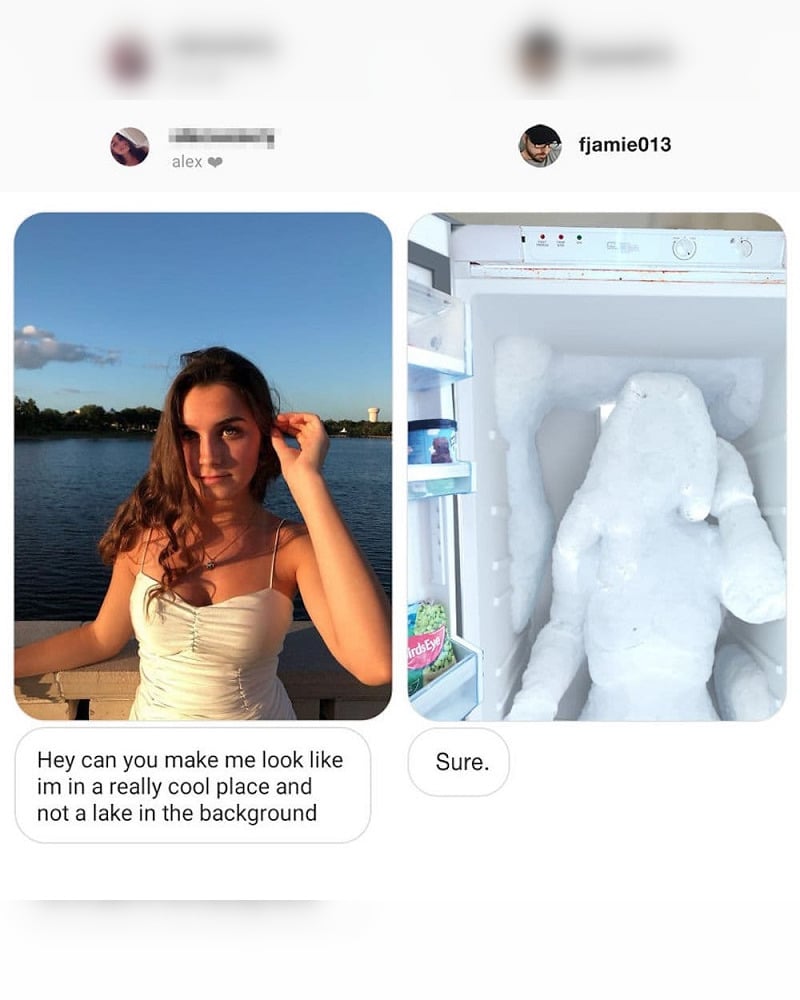 alex ❤
fjamie013
irdsEye
Hey can you make me look like
im in a really cool place and
not a lake in the background
Sure.